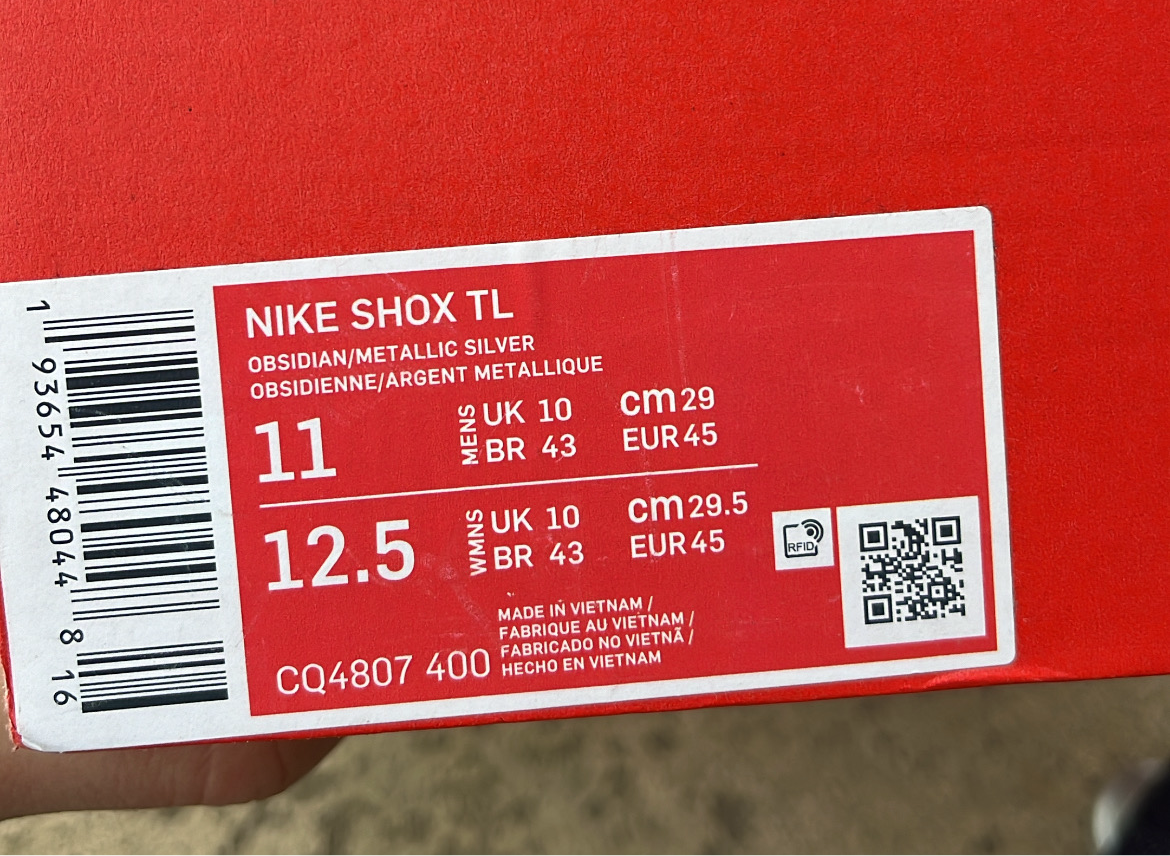 NIKE SHOX TL
OBSIDIAN/METALLIC SILVER
OBSIDIENNE/ARGENT METALLIQUE
11 MENS UK 10 cm 29
BR 43 EUR 45
12.5 WMNS UK 10 cm 29.5
BR 43 EUR 45
RFID
MADE IN VIETNAM /
FABRIQUE AU VIETNAM /
FABRICADO NO VIETNÃ /
HECHO EN VIETNAM
CQ4807 400
1 93654 48044 8 16